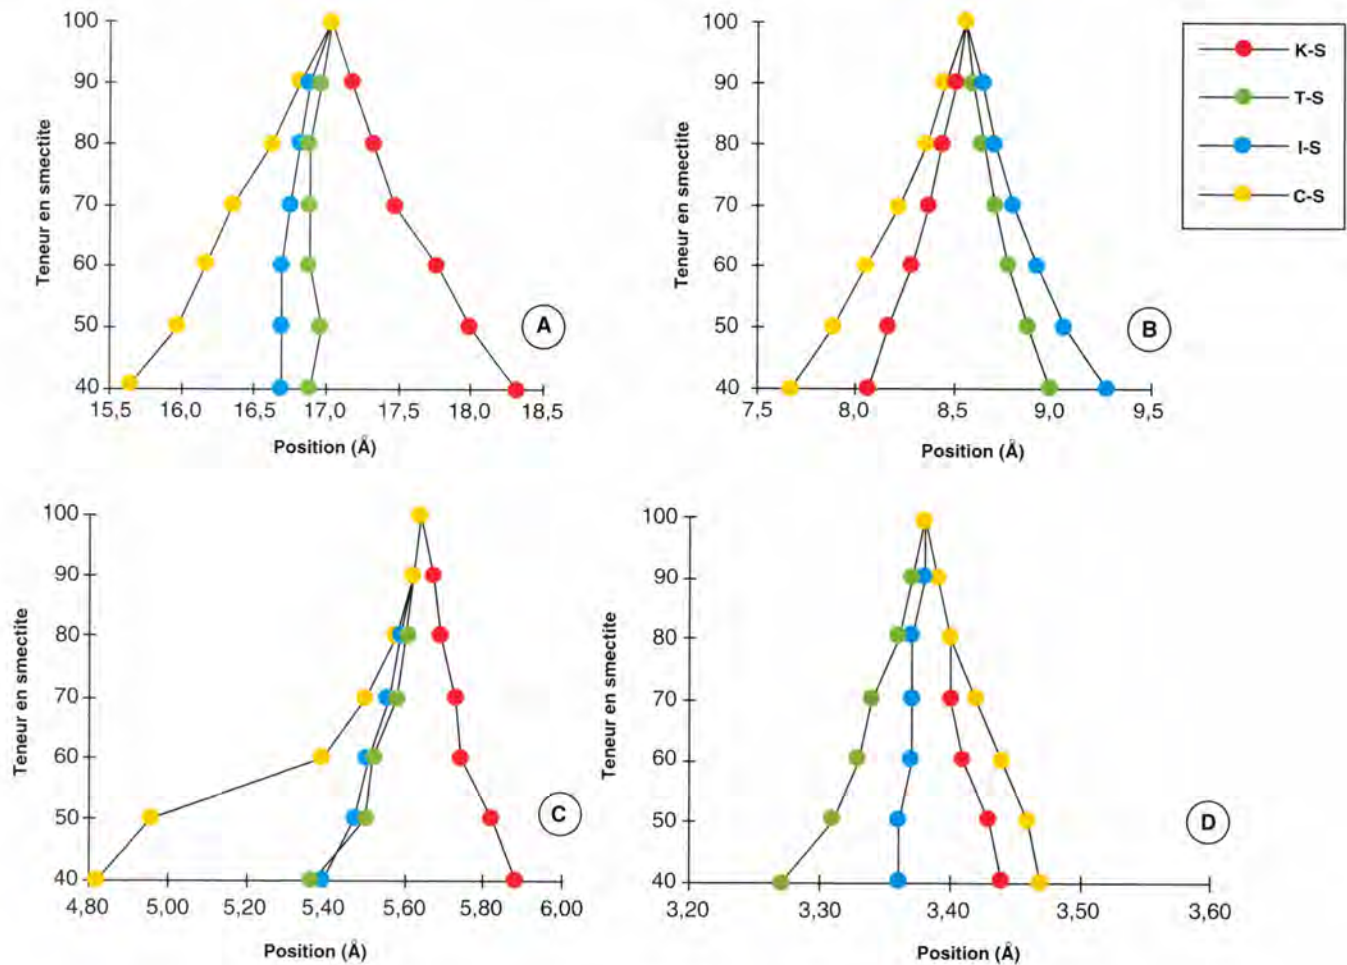 100
90
80
70
60
50
40
Teneur en smectite
15,5 16,0 16,5 17,0 17,5 18,0 18,5
Position (Å)
A
100
90
80
70
60
50
40
Teneur en smectite
7,5 8,0 8,5 9,0 9,5
Position (Å)
B
K-S
T-S
I-S
C-S
100
90
80
70
60
50
40
Teneur en smectite
4,80 5,00 5,20 5,40 5,60 5,80 6,00
Position (Å)
C
100
90
80
70
60
50
40
Teneur en smectite
3,20 3,30 3,40 3,50 3,60
Position (Å)
D